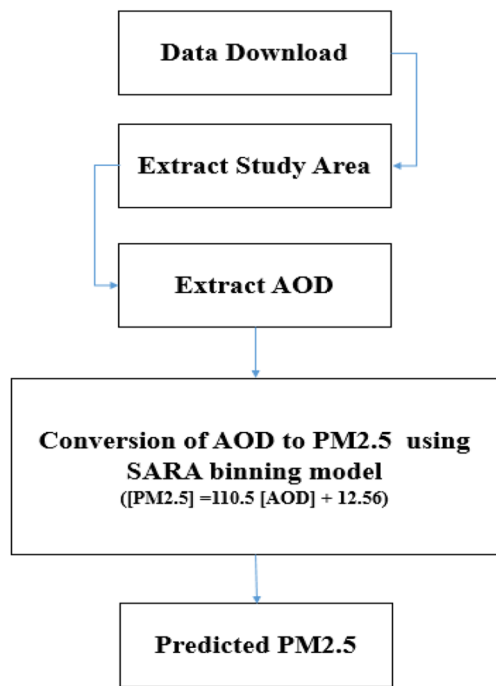 Data Download
Extract Study Area
Extract AOD
Conversion of AOD to PM2.5 using
SARA binning model
([PM2.5] =110.5 [AOD] + 12.56)
Predicted PM2.5